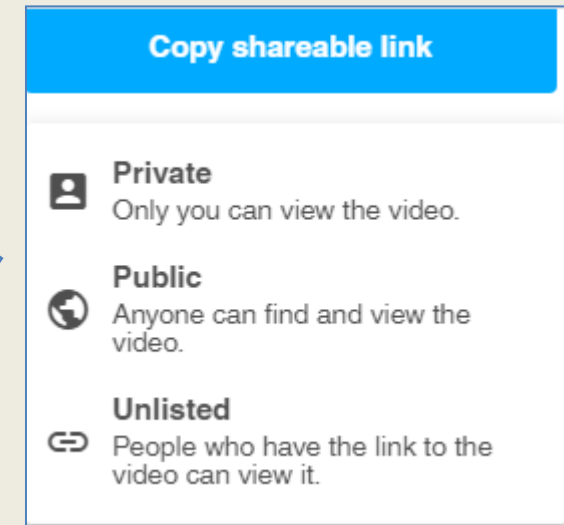 Copy shareable link
Private
Only you can view the video.
Public
Anyone can find and view the
video.
Unlisted
People who have the link to the
video can view it.